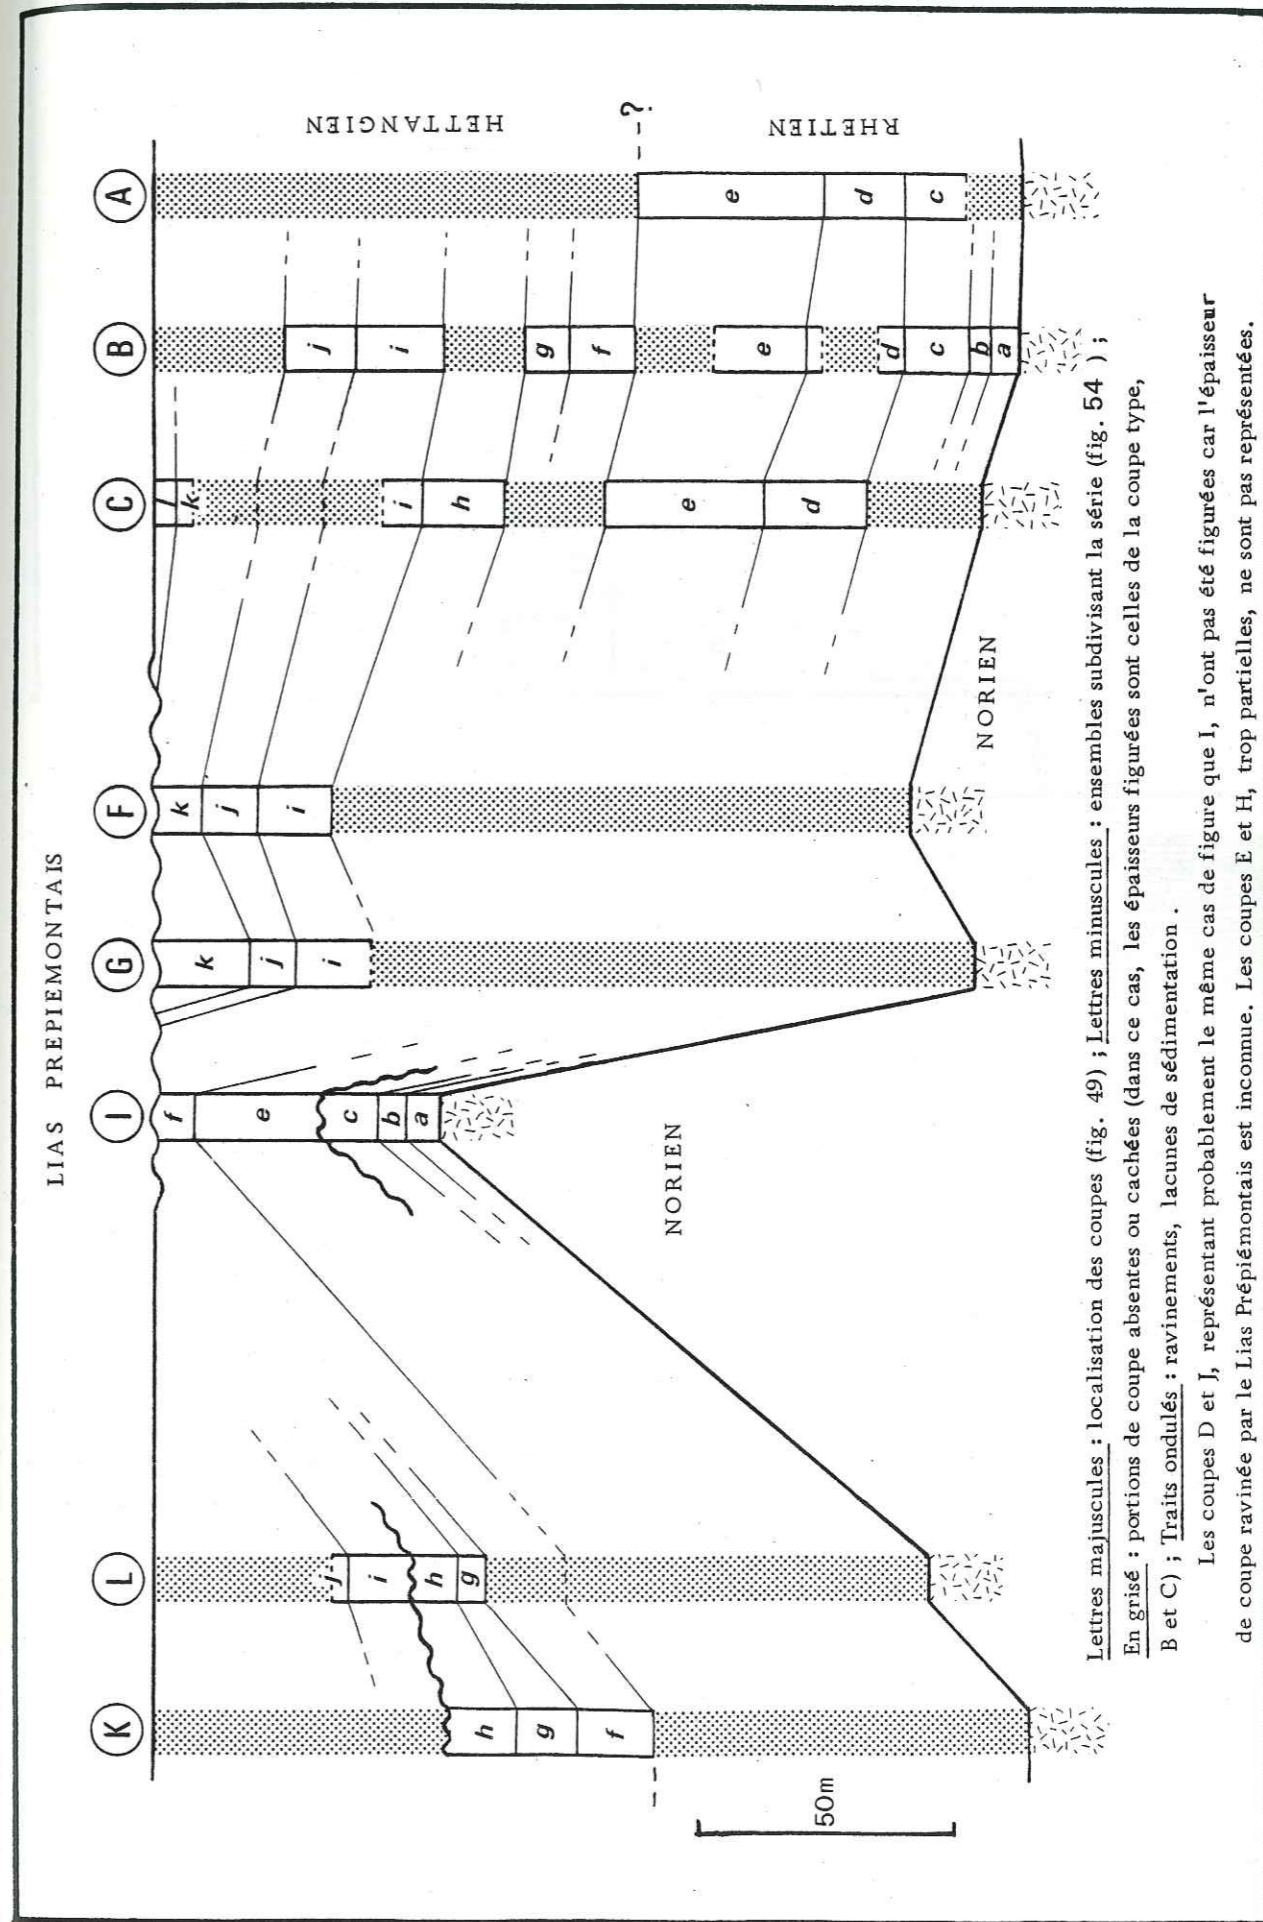 LIAS PREPIEMONTAIS
K L I G F C B A
h
g
f
j
i
h
g
f
e
c
b
a
k
j
i
k
j
i
l
k
i
h
e
d
j
i
g
f
e
d
c
b
a
e
d
c
HETTANGIEN
--?
RHETIEN
NORIEN
NORIEN
50m
Lettres majuscules : localisation des coupes (fig. 49) ; Lettres minuscules : ensembles subdivisant la série (fig. 54 ) ;
En grisé : portions de coupe absentes ou cachées (dans ce cas, les épaisseurs figurées sont celles de la coupe type,
B et C) ; Traits ondulés : ravinements, lacunes de sédimentation .
Les coupes D et J, représentant probablement le même cas de figure que I, n'ont pas été figurées car l'épaisseur
de coupe ravinée par le Lias Prépiémontais est inconnue. Les coupes E et H, trop partielles, ne sont pas représentées.